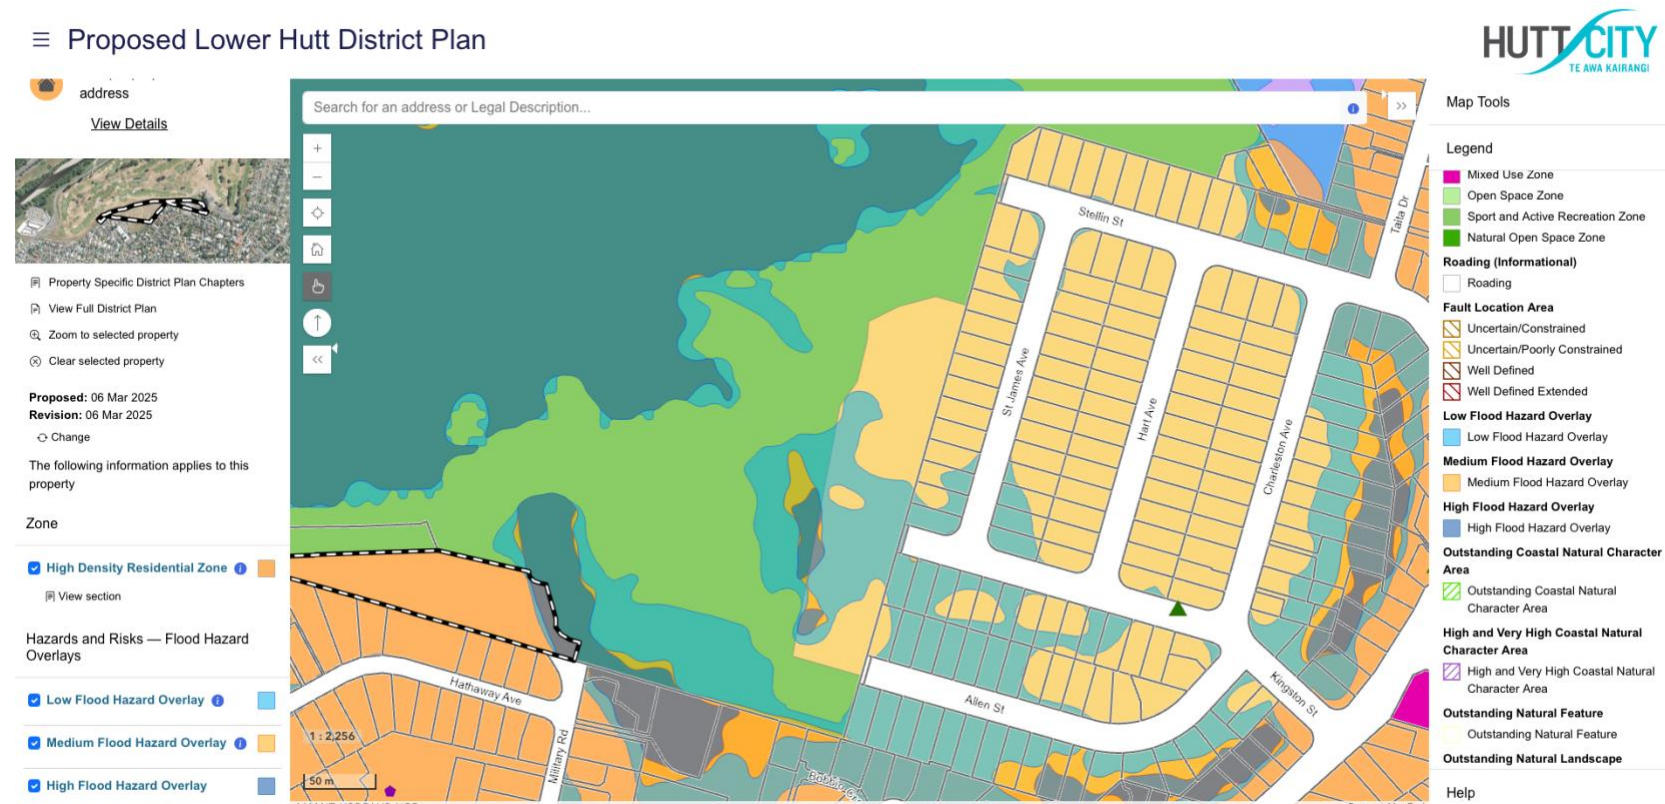 Proposed Lower Hutt District Plan
HUTT CITY
TE AWA KAIRANGI
address
View Details
Property Specific District Plan Chapters
View Full District Plan
Zoom to selected property
Clear selected property
Proposed: 06 Mar 2025
Revision: 06 Mar 2025
Change
The following information applies to this
property
Zone
High Density Residential Zone
View section
Hazards and Risks — Flood Hazard
Overlays
Low Flood Hazard Overlay
Medium Flood Hazard Overlay
High Flood Hazard Overlay
Search for an address or Legal Description...
Stellin St
Taita Dr
St James Ave
Hart Ave
Charleston Ave
Hathaway Ave
Allen St
Kingston St
Military Rd
1 : 2,256
50 m
Map Tools
Legend
Mixed Use Zone
Open Space Zone
Sport and Active Recreation Zone
Natural Open Space Zone
Roading (Informational)
Roading
Fault Location Area
Uncertain/Constrained
Uncertain/Poorly Constrained
Well Defined
Well Defined Extended
Low Flood Hazard Overlay
Low Flood Hazard Overlay
Medium Flood Hazard Overlay
Medium Flood Hazard Overlay
High Flood Hazard Overlay
High Flood Hazard Overlay
Outstanding Coastal Natural Character
Area
Outstanding Coastal Natural
Character Area
High and Very High Coastal Natural
Character Area
High and Very High Coastal Natural
Character Area
Outstanding Natural Feature
Outstanding Natural Feature
Outstanding Natural Landscape
Help